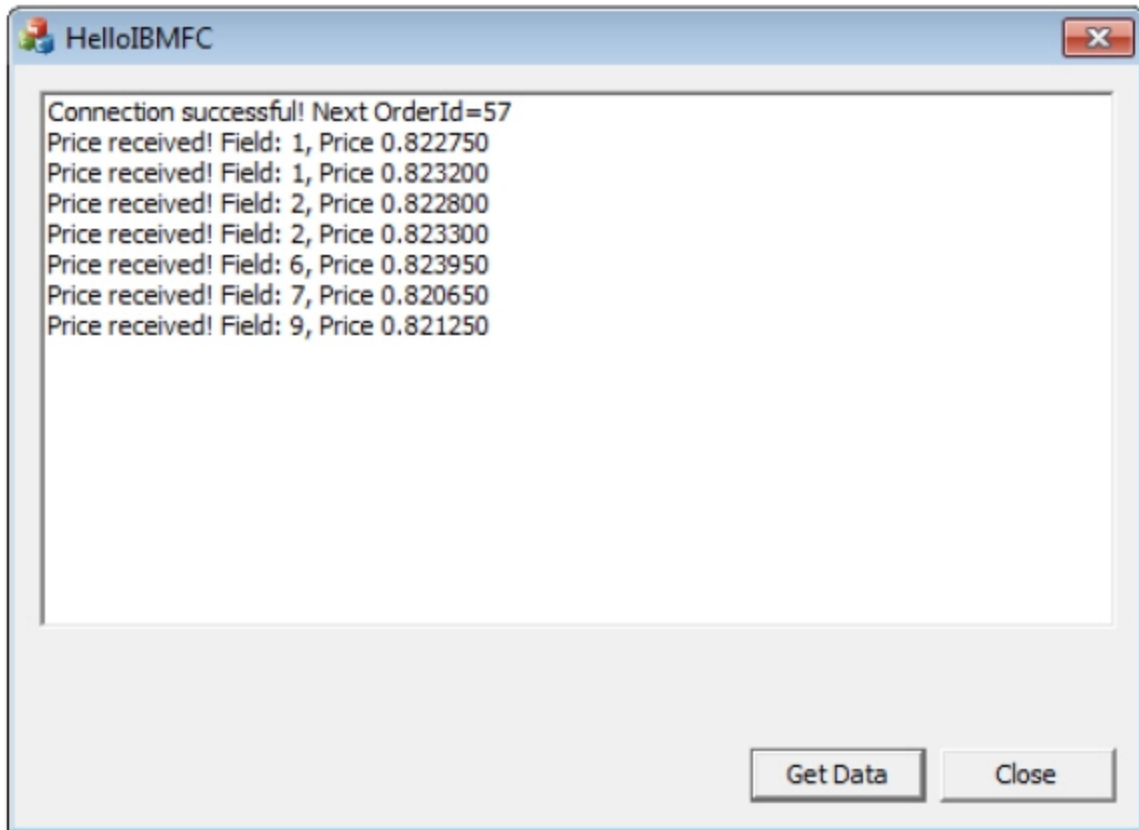 HelloIBMFC
Connection successful! Next OrderId=57
Price received! Field: 1, Price 0.822750
Price received! Field: 1, Price 0.823200
Price received! Field: 2, Price 0.822800
Price received! Field: 2, Price 0.823300
Price received! Field: 6, Price 0.823950
Price received! Field: 7, Price 0.820650
Price received! Field: 9, Price 0.821250
Get Data
Close